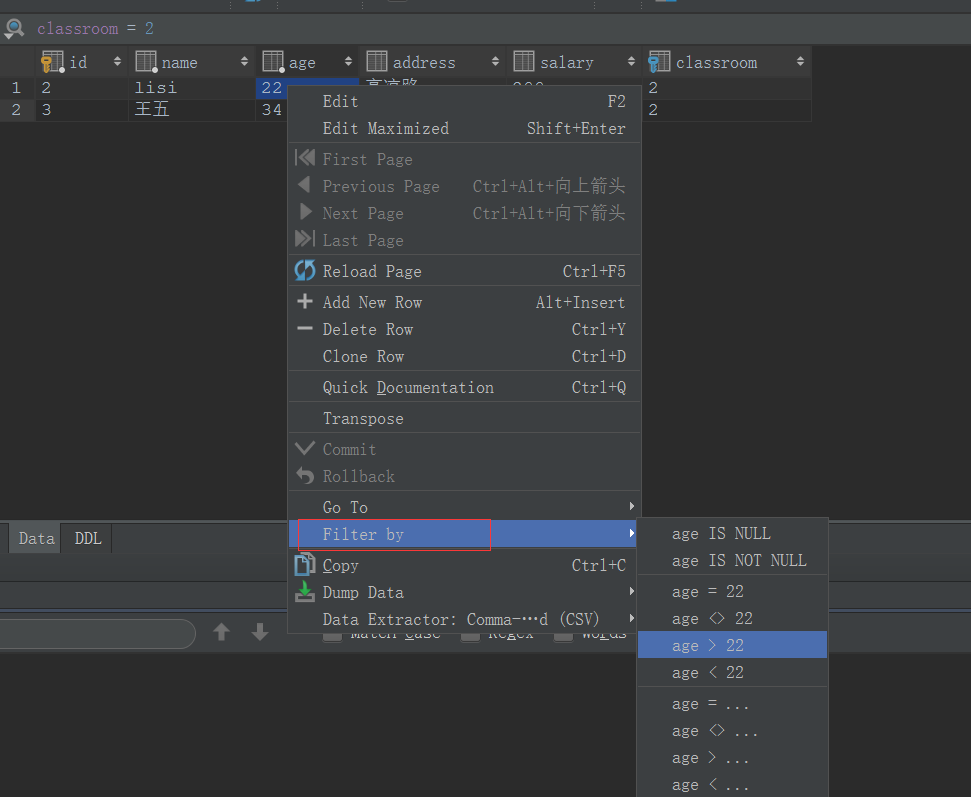 classroom = 2
id name age address salary classroom
1 2 lisi 22 2
2 3 王五 34 2
Edit F2
Edit Maximized Shift+Enter
First Page
Previous Page Ctrl+Alt+向上箭头
Next Page Ctrl+Alt+向下箭头
Last Page
Reload Page Ctrl+F5
Add New Row Alt+Insert
Delete Row Ctrl+Y
Clone Row Ctrl+D
Quick Documentation Ctrl+Q
Transpose
Commit
Rollback
Go To
Filter by
Copy Ctrl+C
Dump Data
Data Extractor: Comma-…d (CSV)
Data DDL
Match Case Regex Words
age IS NULL
age IS NOT NULL
age = 22
age <> 22
age > 22
age < 22
age = ...
age <> ...
age > ...
age < ...